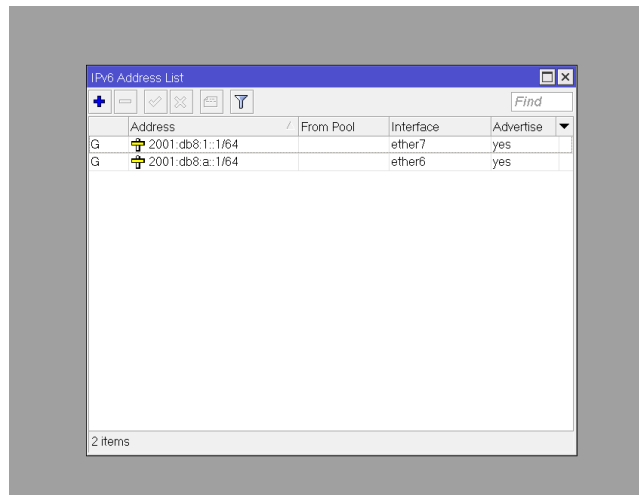 IPv6 Address List
Find
Address From Pool Interface Advertise
G 2001:db8:1::1/64 ether7 yes
G 2001:db8:a::1/64 ether6 yes
2 items